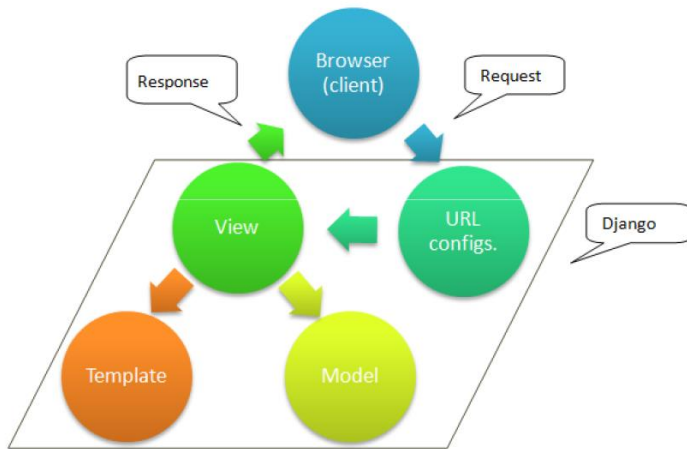 Browser
(client)
Response
Request
View
URL
configs.
Django
Template
Model